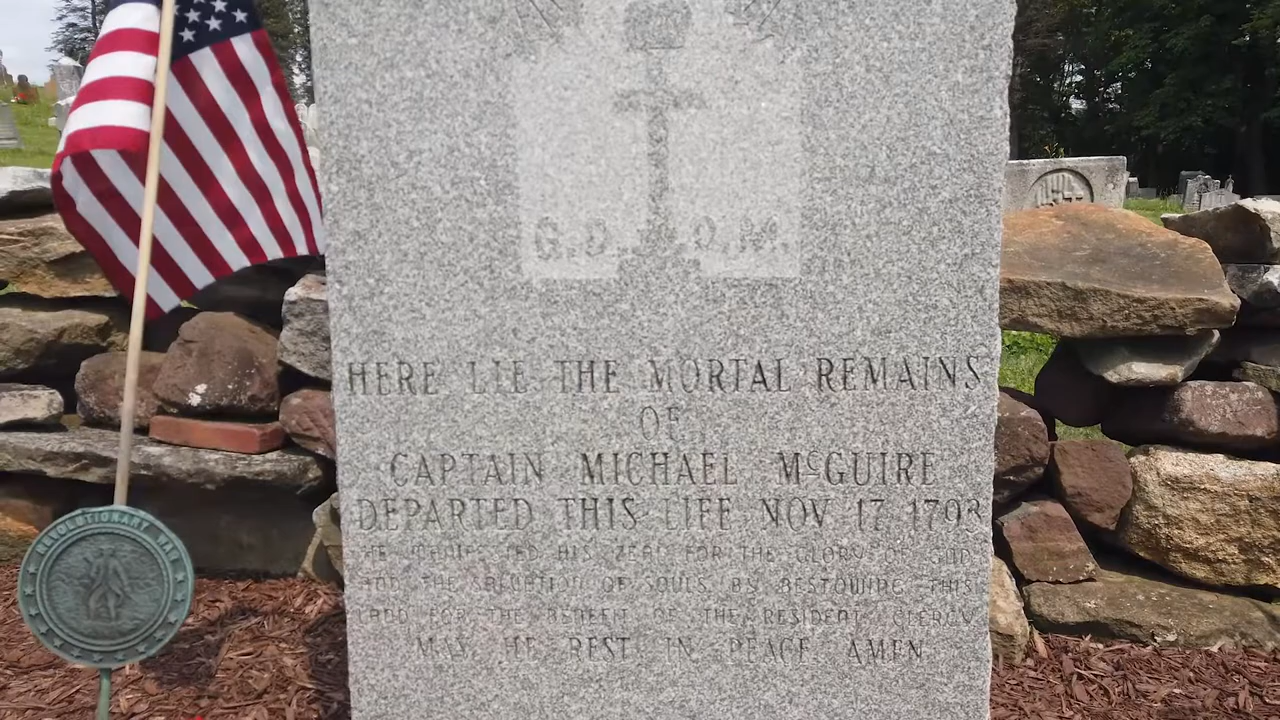 G.D. O.M.
HERE LIE THE MORTAL REMAINS
OF
CAPTAIN MICHAEL McGUIRE
DEPARTED THIS LIFE NOV 17 1793
HE MANIFESTED HIS ZEAL FOR THE GLORY OF GOD
AND THE SALVATION OF SOULS BY BESTOWING THIS
LAND FOR THE BENEFIT OF THE RESIDENT CLERGY
MAY HE REST IN PEACE AMEN
REVOLUTIONARY WAR